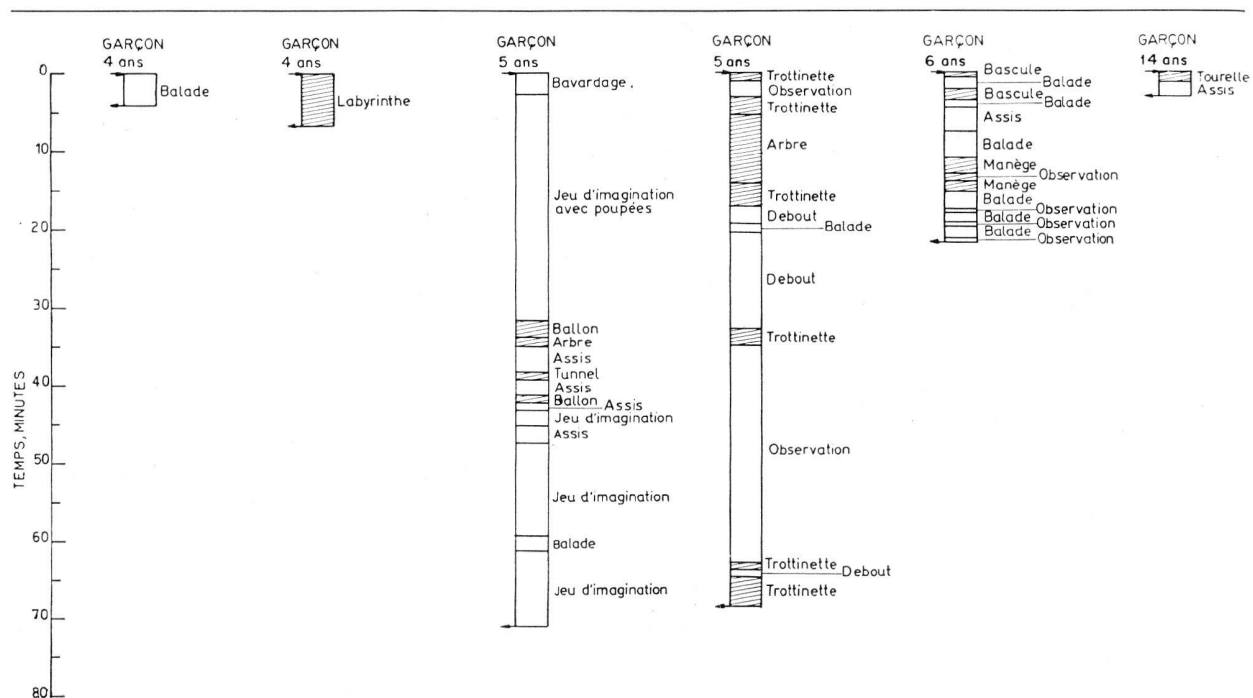 GARÇON
4 ans
Balade
GARÇON
4 ans
Labyrinthe
GARÇON
5 ans
Bavardage.
Jeu d'imagination
avec poupées
Ballon
Arbre
Assis
Tunnel
Assis
Ballon
Assis
Jeu d'imagination
Assis
Jeu d'imagination
Balade
Jeu d'imagination
GARÇON
5 ans
Trottinette
Observation
Trottinette
Arbre
Trottinette
Debout
Balade
Debout
Trottinette
Observation
Trottinette
Debout
Trottinette
GARÇON
6 ans
Bascule
Balade
Bascule
Balade
Assis
Balade
Manège
Observation
Manège
Balade
Observation
Balade
Observation
Balade
Observation
GARÇON
14 ans
Tourelle
Assis
TEMPS, MINUTES
0
10
20
30
40
50
60
70
80